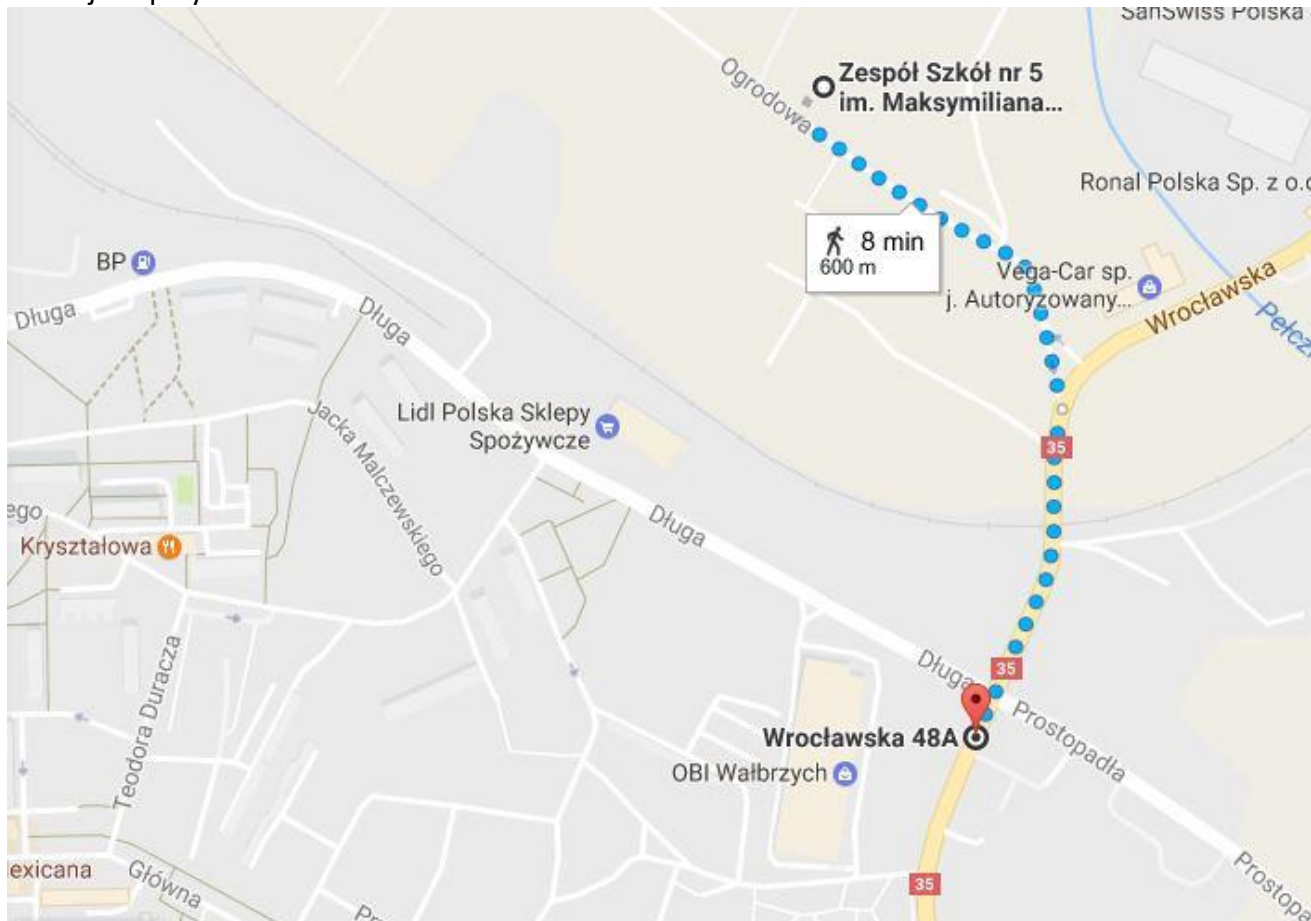 SanSwiss Polska
Zespół Szkół nr 5
im. Maksymiliana...
Ogrodowa
Ronal Polska Sp. z o.o
8 min
600 m
BP
Vega-Car sp.
j. Autoryzowany...
Wrocławska
Długa
Długa
Lidl Polska Sklepy
Spożywcze
Jacka Malczewskiego
35
ego
Kryształowa
Długa
Teodora Duracza
Długa
35
Prostopadła
Wrocławska 48A
OBI Wałbrzych
exicana
Główna
35